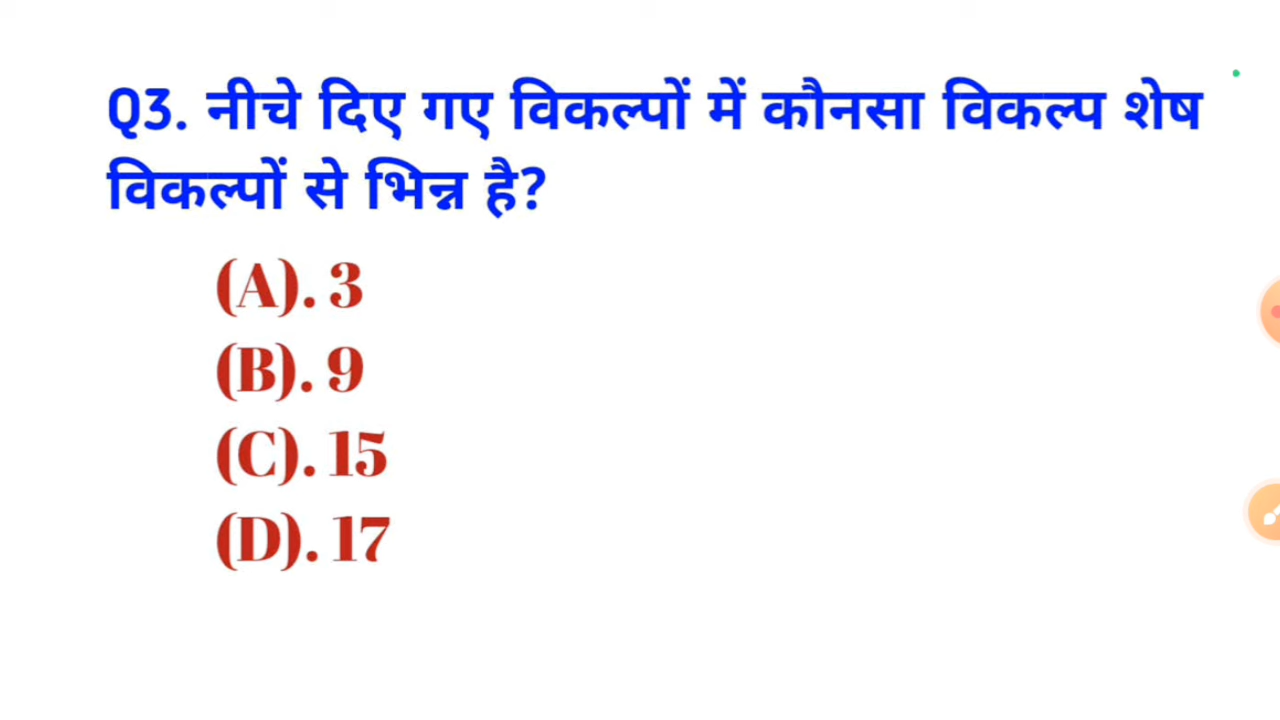 Q3. नीचे दिए गए विकल्पों में कौनसा विकल्प शेष
विकल्पों से भिन्न है?
(A). 3
(B). 9
(C). 15
(D). 17